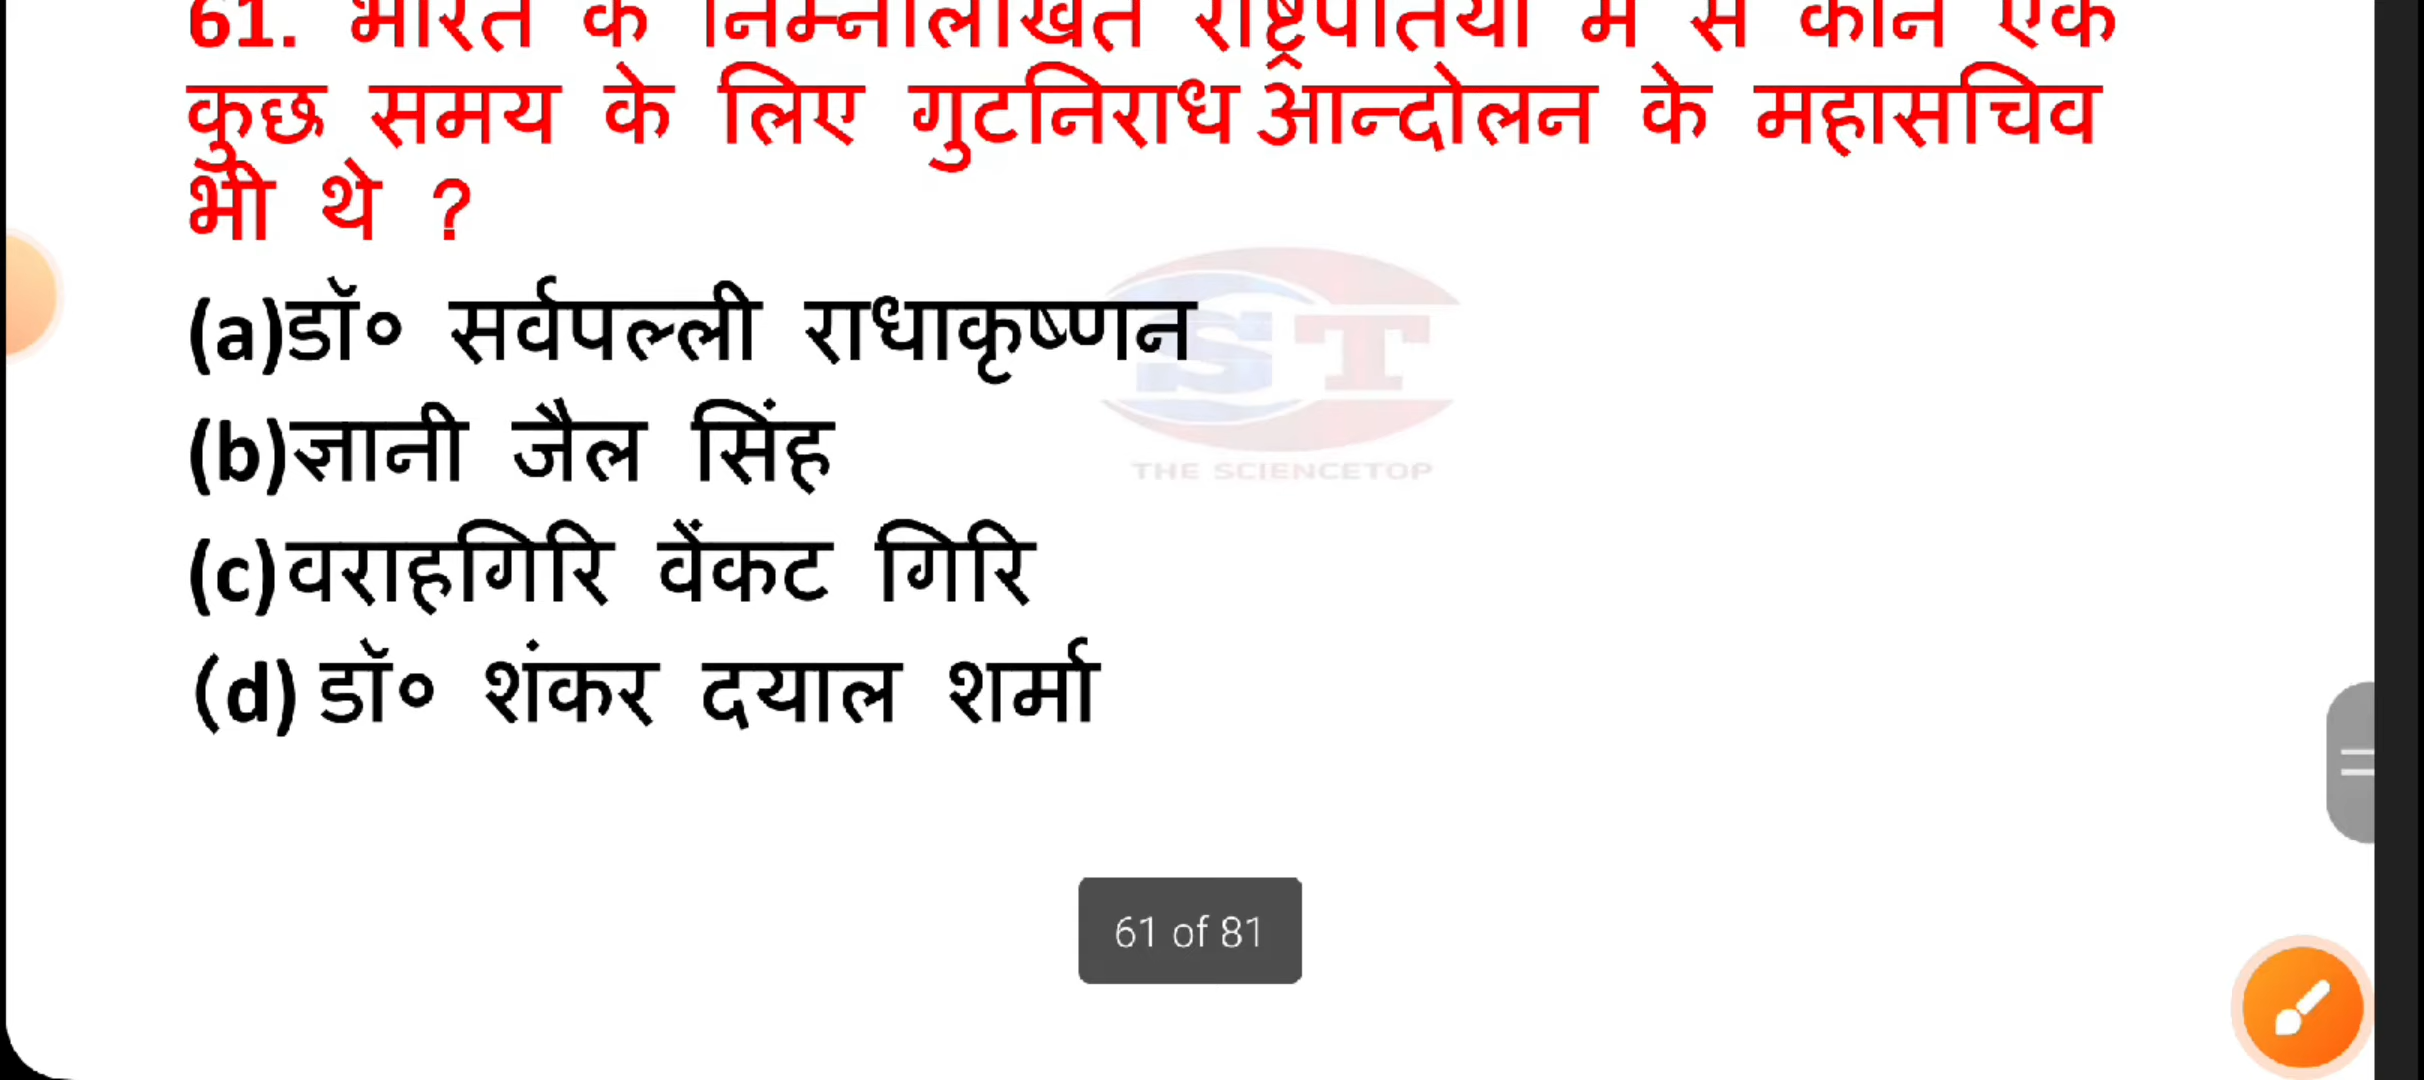 61. भारत के निम्नलिखित राष्ट्रपतियों में से कौन एक
कुछ समय के लिए गुटनिराध आन्दोलन के महासचिव
भी थे ?
(a)डॉ० सर्वपल्ली राधाकृष्णन
(b)ज्ञानी जैल सिंह
(c)वराहगिरि वेंकट गिरि
(d) डॉ० शंकर दयाल शर्मा
ST
THE SCIENCETOP
61 of 81